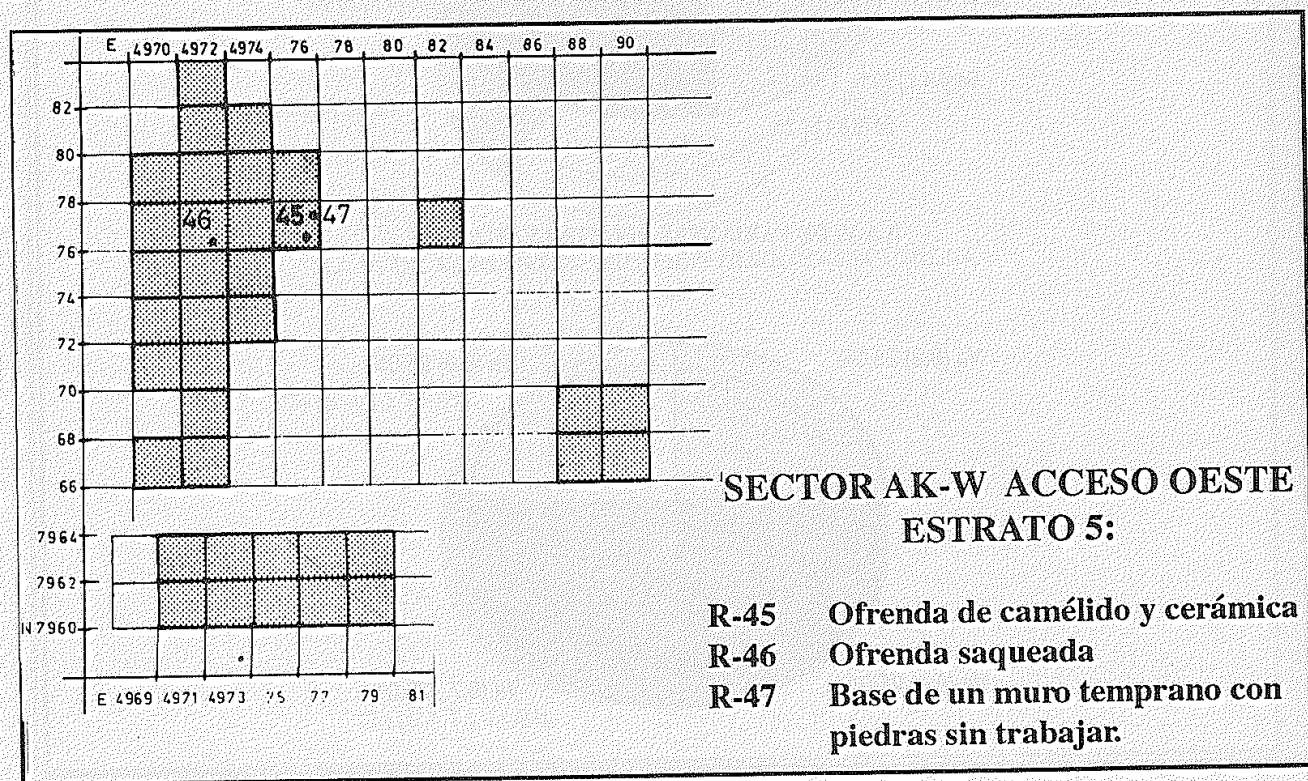 E 4970 4972 4974 76 78 80 82 84 86 88 90
82
80
78
46 45 47
76
74
72
70
68
66
7964
7962
N 7960
E 4969 4971 4973 75 77 79 81
SECTOR AK-W ACCESO OESTE
ESTRATO 5:
R-45 Ofrenda de camélido y cerámica
R-46 Ofrenda saqueada
R-47 Base de un muro temprano con
piedras sin trabajar.